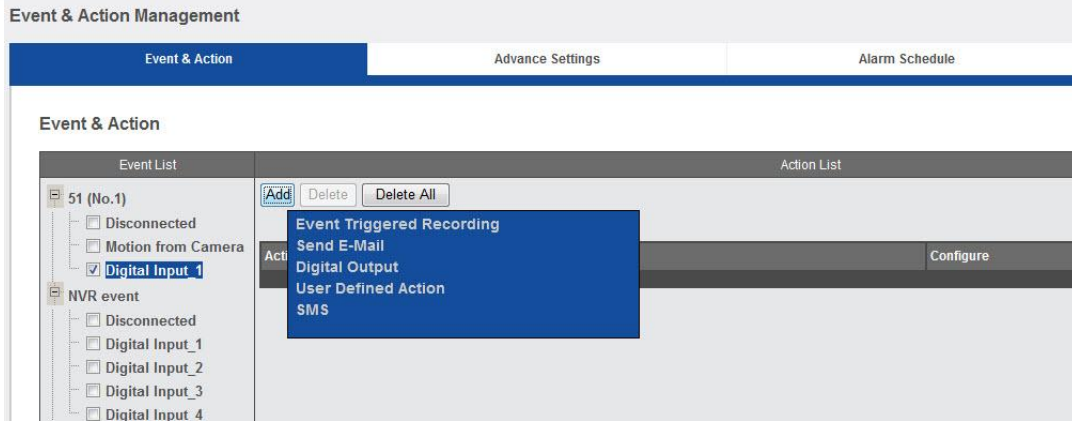 Event & Action Management
Event & Action
Advance Settings
Alarm Schedule
Event & Action
Event List
Action List
51 (No.1)
Disconnected
Motion from Camera
Digital Input_1
NVR event
Disconnected
Digital Input_1
Digital Input_2
Digital Input_3
Digital Input_4
Add
Delete
Delete All
Event Triggered Recording
Send E-Mail
Digital Output
User Defined Action
SMS
Configure